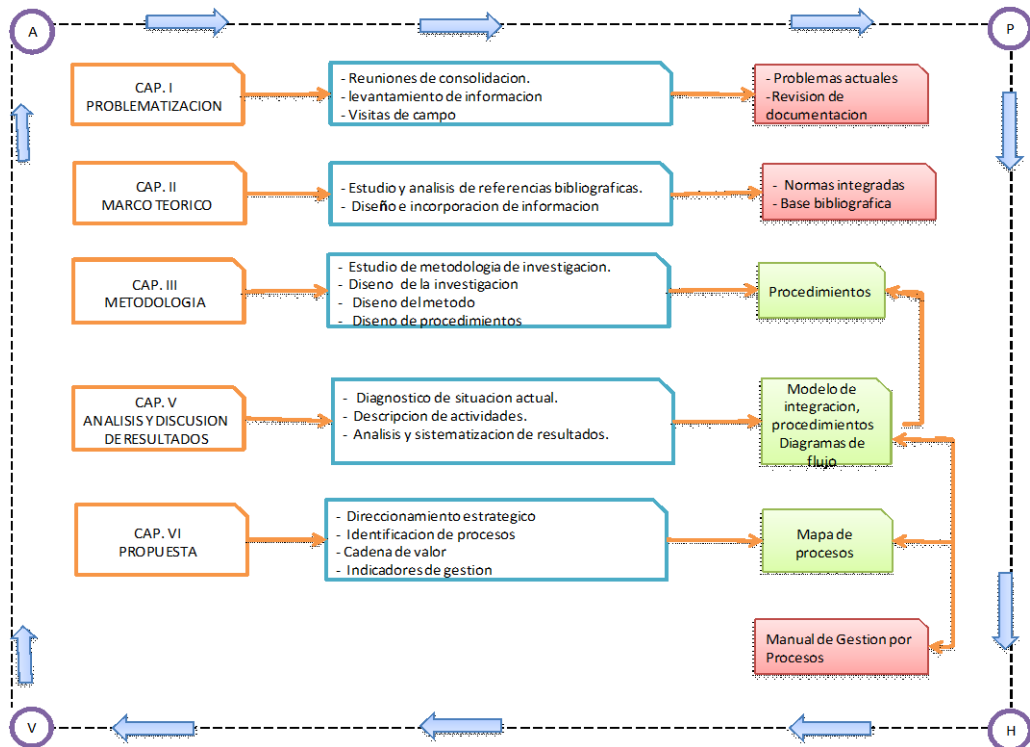 A
P
CAP. I
PROBLEMATIZACION
- Reuniones de consolidacion.
- levantamiento de informacion
- Visitas de campo
- Problemas actuales
- Revision de
documentacion
CAP. II
MARCO TEORICO
- Estudio y analisis de referencias bibliograficas.
- Diseño e incorporacion de informacion
- Normas integradas
- Base bibliografica
CAP. III
METODOLOGIA
- Estudio de metodologia de investigacion.
- Diseno de la investigacion
- Diseno del metodo
- Diseno de procedimientos
Procedimientos
CAP. V
ANALISIS Y DISCUSION
DE RESULTADOS
- Diagnostico de situacion actual.
- Descripcion de actividades.
- Analisis y sistematizacion de resultados.
Modelo de
integracion,
procedimientos
Diagramas de
flujo
CAP. VI
PROPUESTA
- Direccionamiento estrategico
- Identificacion de procesos
- Cadena de valor
- Indicadores de gestion
Mapa de
procesos
Manual de Gestion por
Procesos
V
H